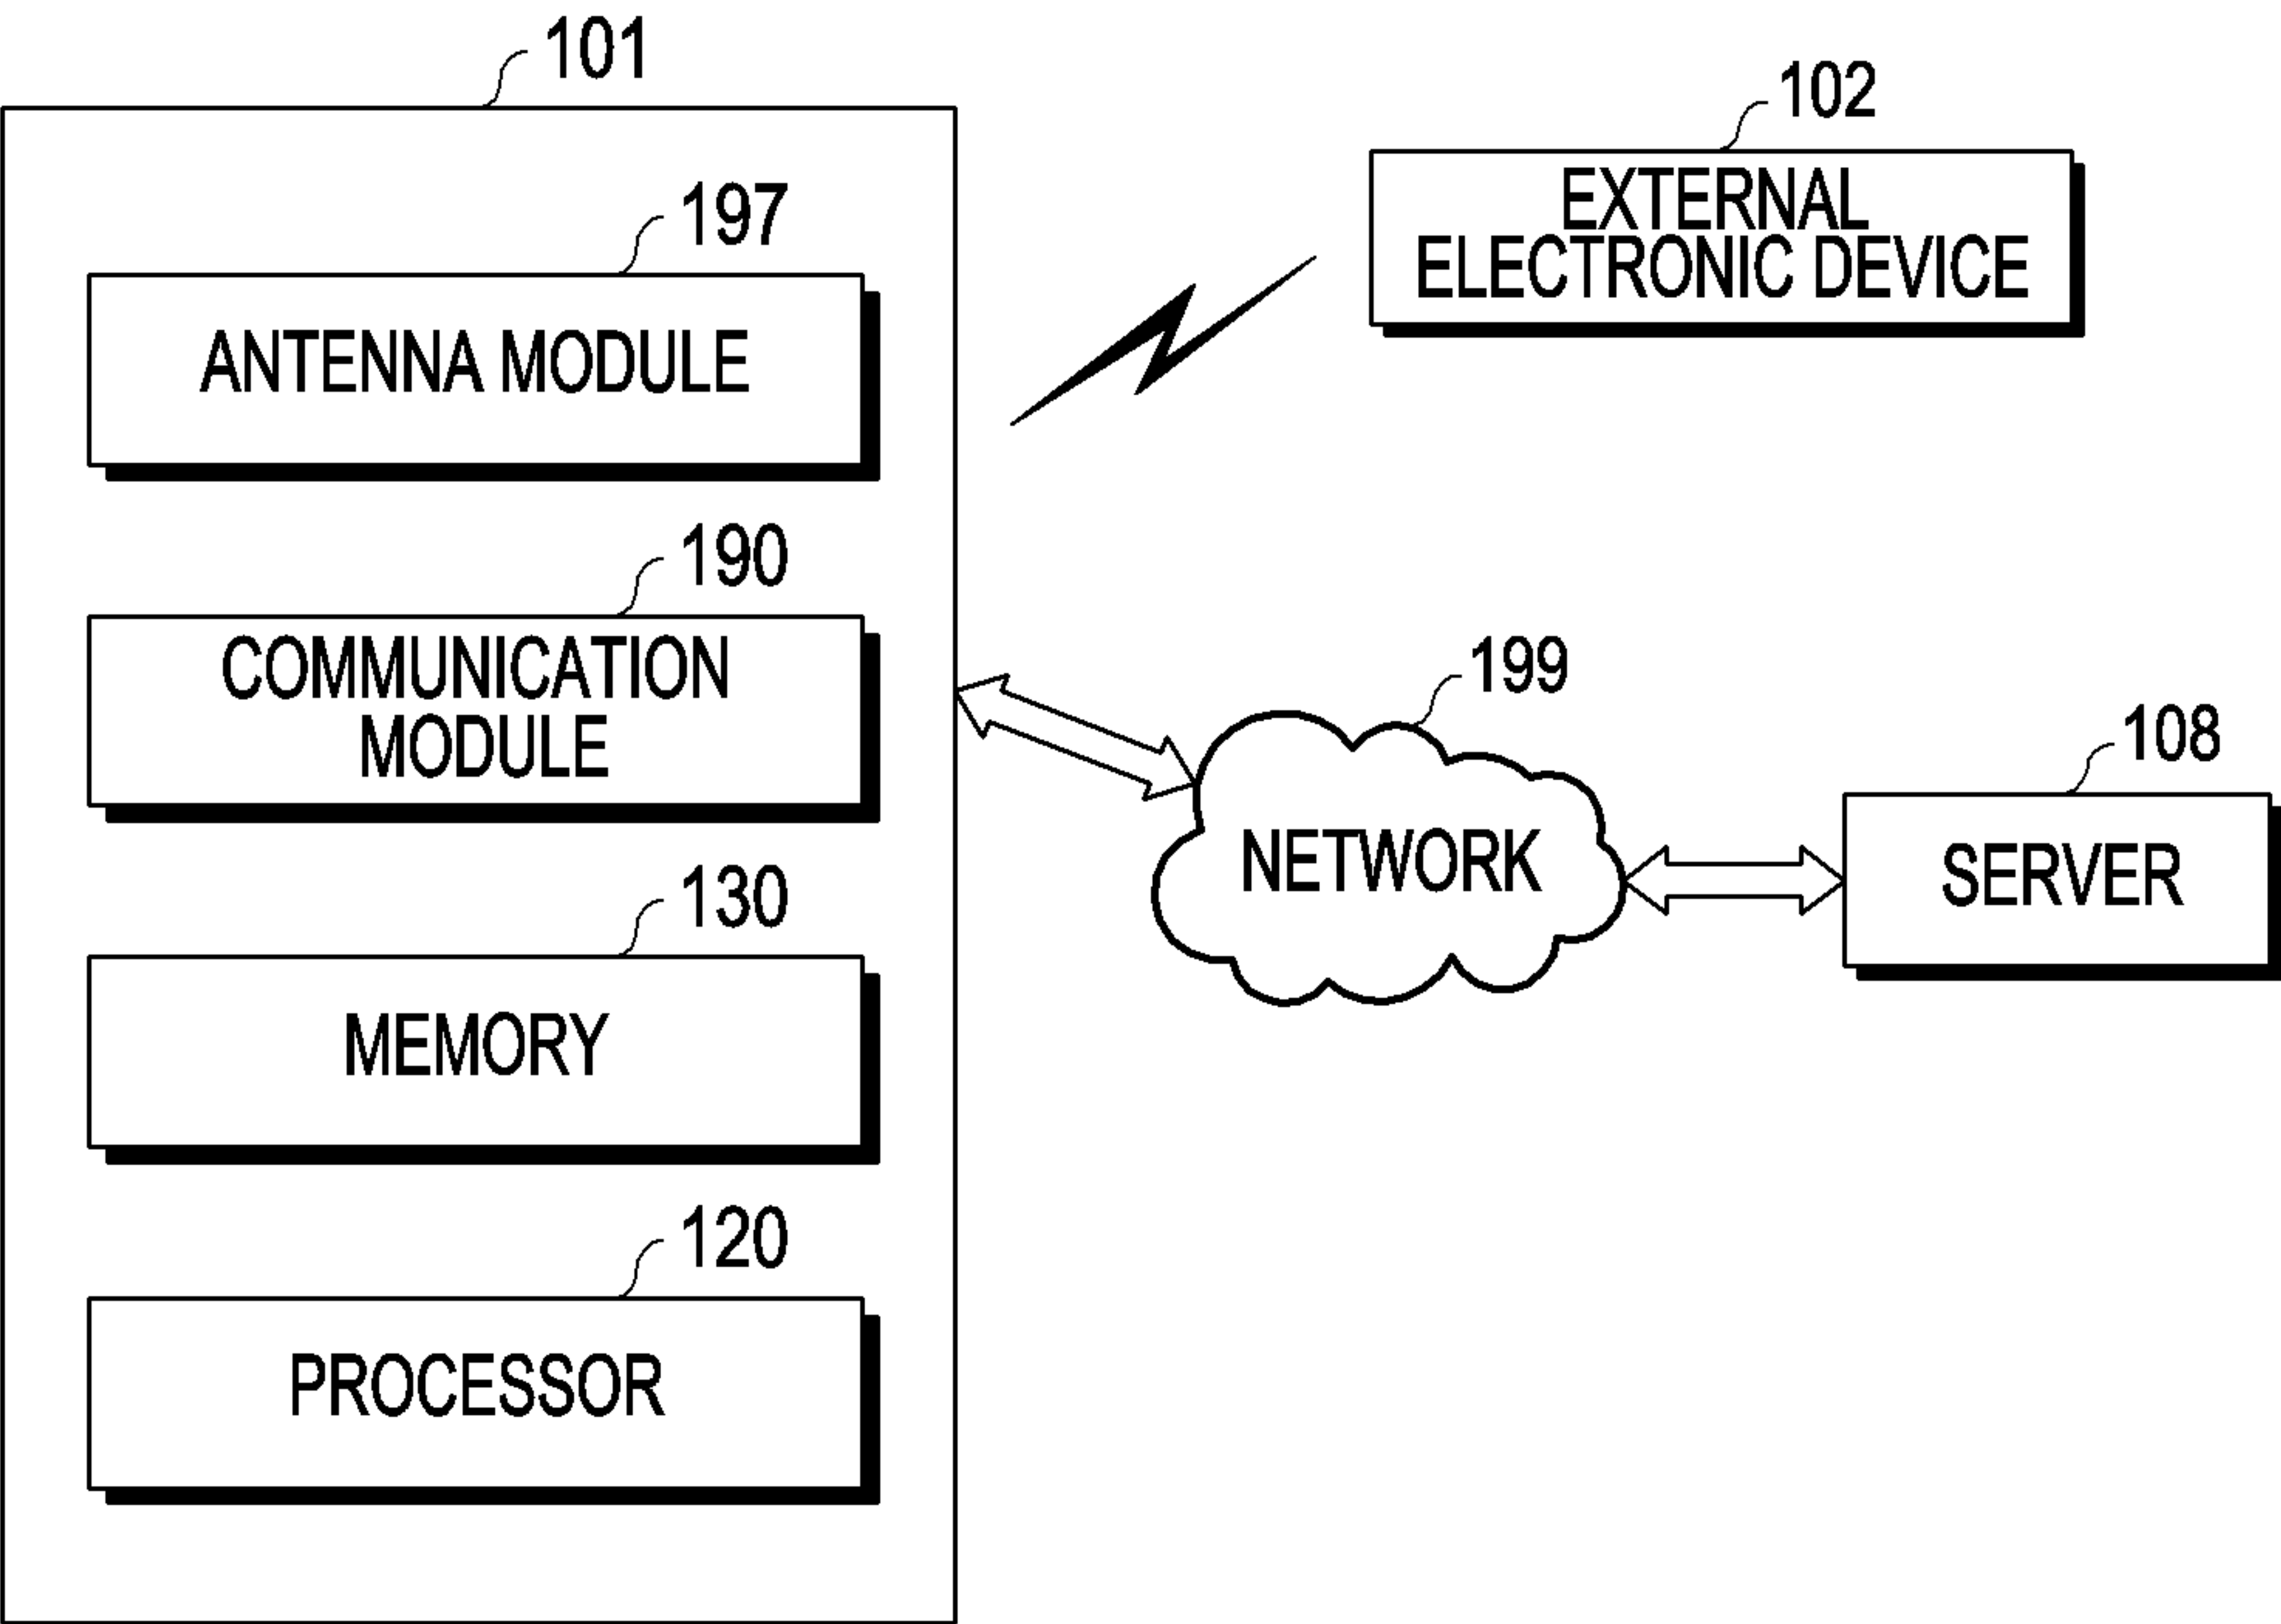 101
197
ANTENNA MODULE
190
COMMUNICATION
MODULE
130
MEMORY
120
PROCESSOR
102
EXTERNAL
ELECTRONIC DEVICE
199
NETWORK
108
SERVER